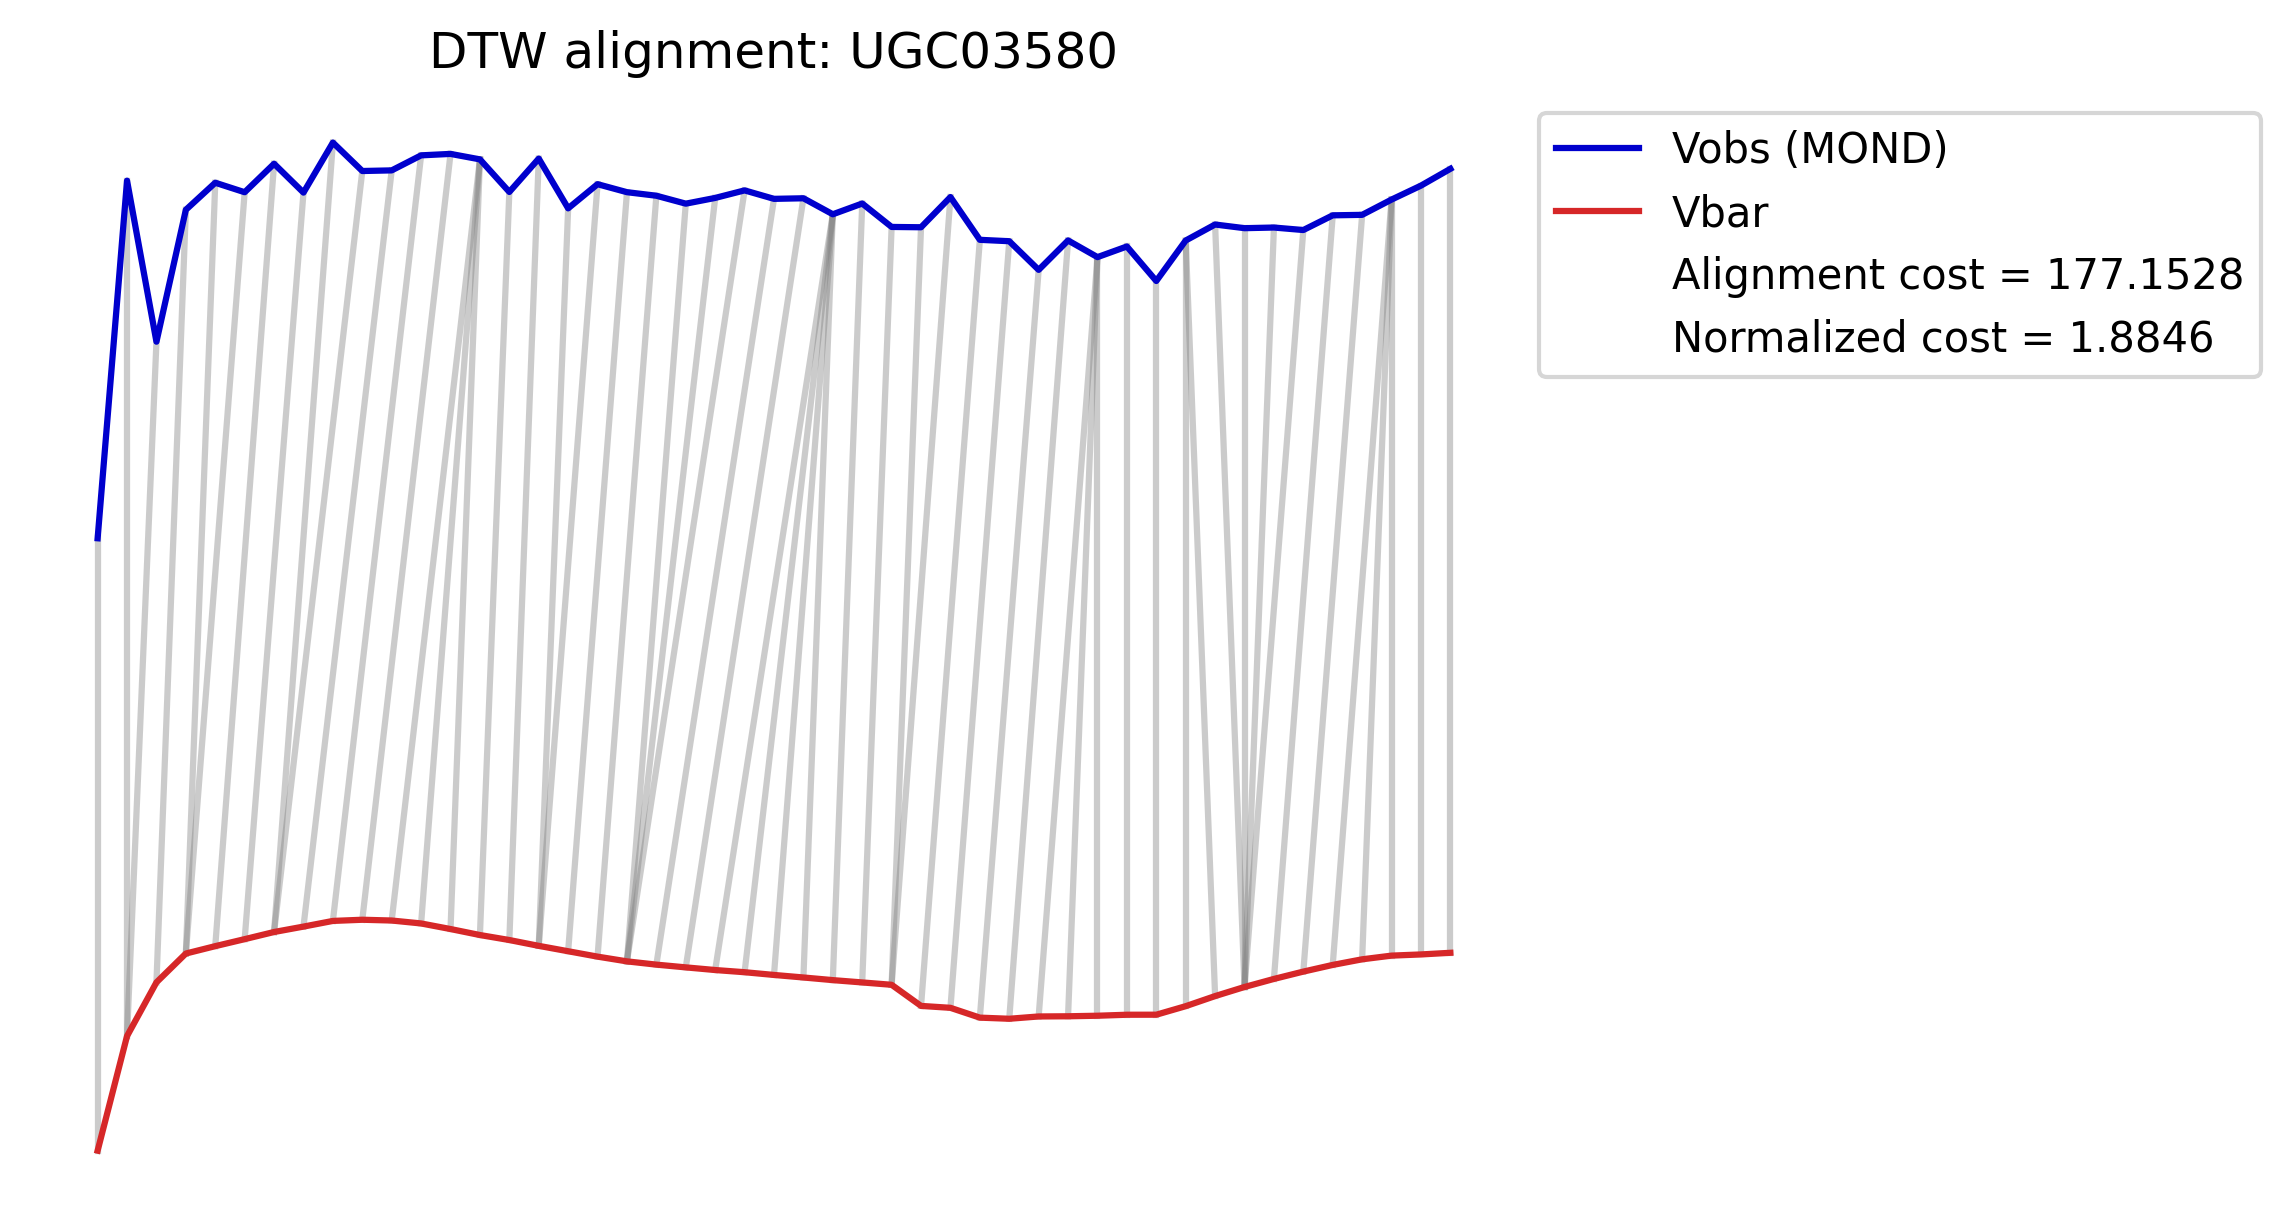 DTW alignment: UGC03580
Vobs (MOND)
Vbar
Alignment cost = 177.1528
Normalized cost = 1.8846